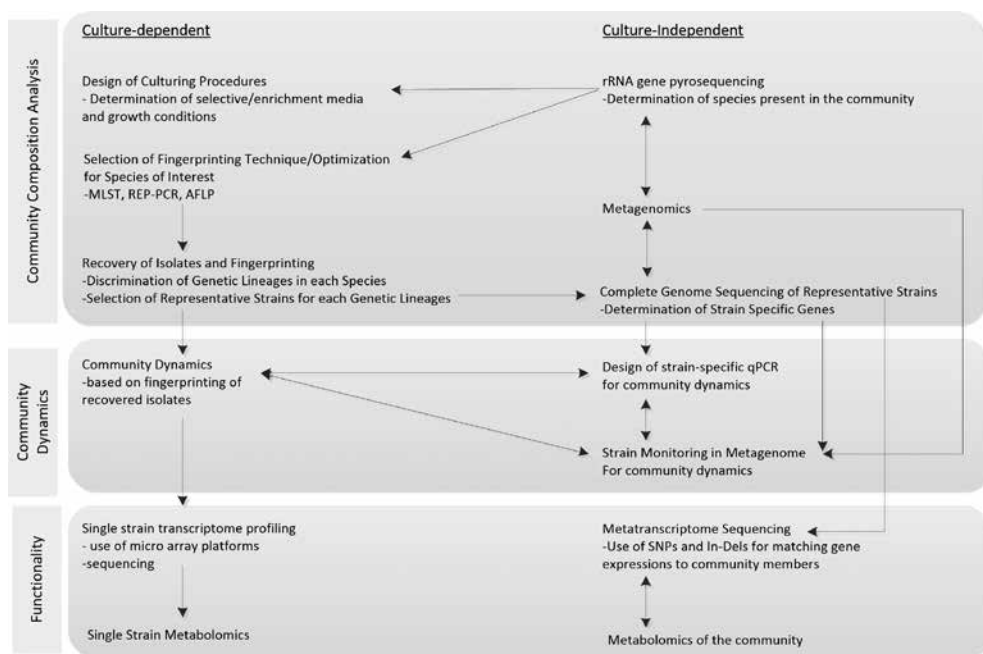 Culture-dependent
Culture-Independent
Community Composition Analysis
Design of Culturing Procedures
- Determination of selective/enrichment media
and growth conditions
rRNA gene pyrosequencing
-Determination of species present in the community
Selection of Fingerprinting Technique/Optimization
for Species of Interest
-MLST, REP-PCR, AFLP
Metagenomics
Recovery of Isolates and Fingerprinting
-Discrimination of Genetic Lineages in each Species
-Selection of Representative Strains for each Genetic Lineages
Complete Genome Sequencing of Representative Strains
-Determination of Strain Specific Genes
Community
Dynamics
Community Dynamics
-based on fingerprinting of
recovered isolates
Design of strain-specific qPCR
for community dynamics
Strain Monitoring in Metagenome
For community dynamics
Functionality
Single strain transcriptome profiling
- use of micro array platforms
-sequencing
Metatranscriptome Sequencing
-Use of SNPs and In-Dels for matching gene
expressions to community members
Single Strain Metabolomics
Metabolomics of the community